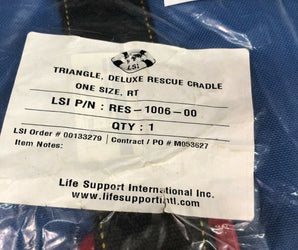 LSI
TRIANGLE, DELUXE RESCUE CRADLE
ONE SIZE, RT
LSI P/N : RES-1006-00
QTY : 1
LSI Order # 00133279 | Contract / PO # M053627
Item Notes:
Life Support International Inc.
www.lifesupportintl.com